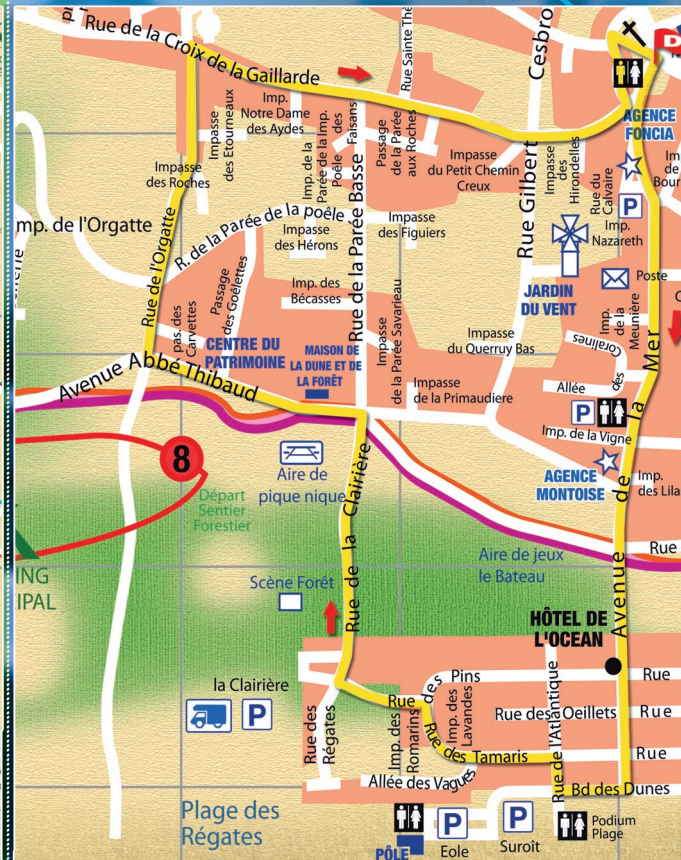 Rue de la Croix de la Gaillarde
Rue Sainte Thé
Cesbro
Rue Gilbert
AGENCE
FONCIA
Impasse
des Etourneaux
Imp.
Notre Dame
des Aydes
Imp. de la
Parée de la
Poêle
Imp.
des
Faisans
Passage
de la Parée
aux Roches
Impasse
des Roches
Impasse
du Petit Chemin
Creux
Impasse
des
Hirondelles
Rue du
Calvaire
P
Imp.
Nazareth
Poste
mp. de l'Orgatte
Rue de l'Orgatte
R. de la Parée de la poêle
Impasse
des Hérons
Impasse
des Figuiers
Rue de la Parée Basse
pas. des
Carvettes
Passage
des Goêlettes
Imp. des
Bécasses
JARDIN
DU VENT
Imp.
de la
Meunière
CENTRE DU
PATRIMOINE
MAISON DE
LA DUNE ET DE
LA FORÊT
Impasse
de la Parée Savarieau
Impasse
du Querruy Bas
Allée
des
Coralines
Impasse
de la Primaudiere
Avenue Abbé Thibaud
P
Imp. de la Vigne
AGENCE
MONTOISE
Imp.
des Lila
8
Départ
Sentier
Forestier
Aire de
pique nique
Rue de la Clairière
Avenue de la Mer
Rue
Aire de jeux
le Bateau
ING
IPAL
Scène Forêt
HÔTEL DE
L'OCEAN
la Clairière
P
Rue des
Régates
Rue des Pins
Rue
Imp. des
Romarins
Imp. des
Lavandes
Rue des Oeillets
Rue
Rue des Tamaris
Rue
Rue de l'Atlantique
Allée des Vagues
Bd des Dunes
Plage des
Régates
PÔLE
P
Eole
P
Suroît
Podium
Plage